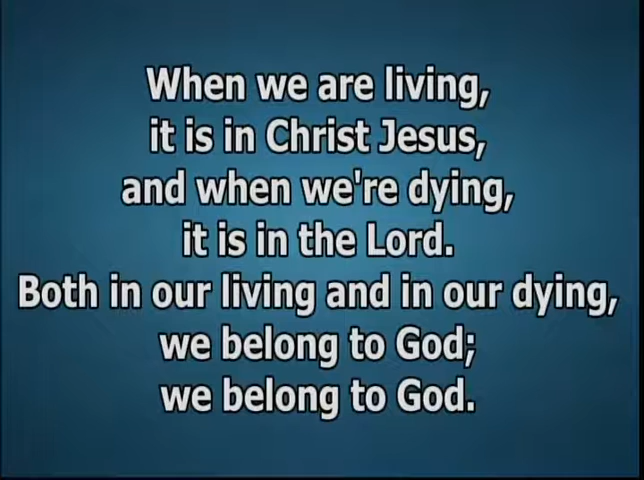 When we are living,
it is in Christ Jesus,
and when we're dying,
it is in the Lord.
Both in our living and in our dying,
we belong to God;
we belong to God.